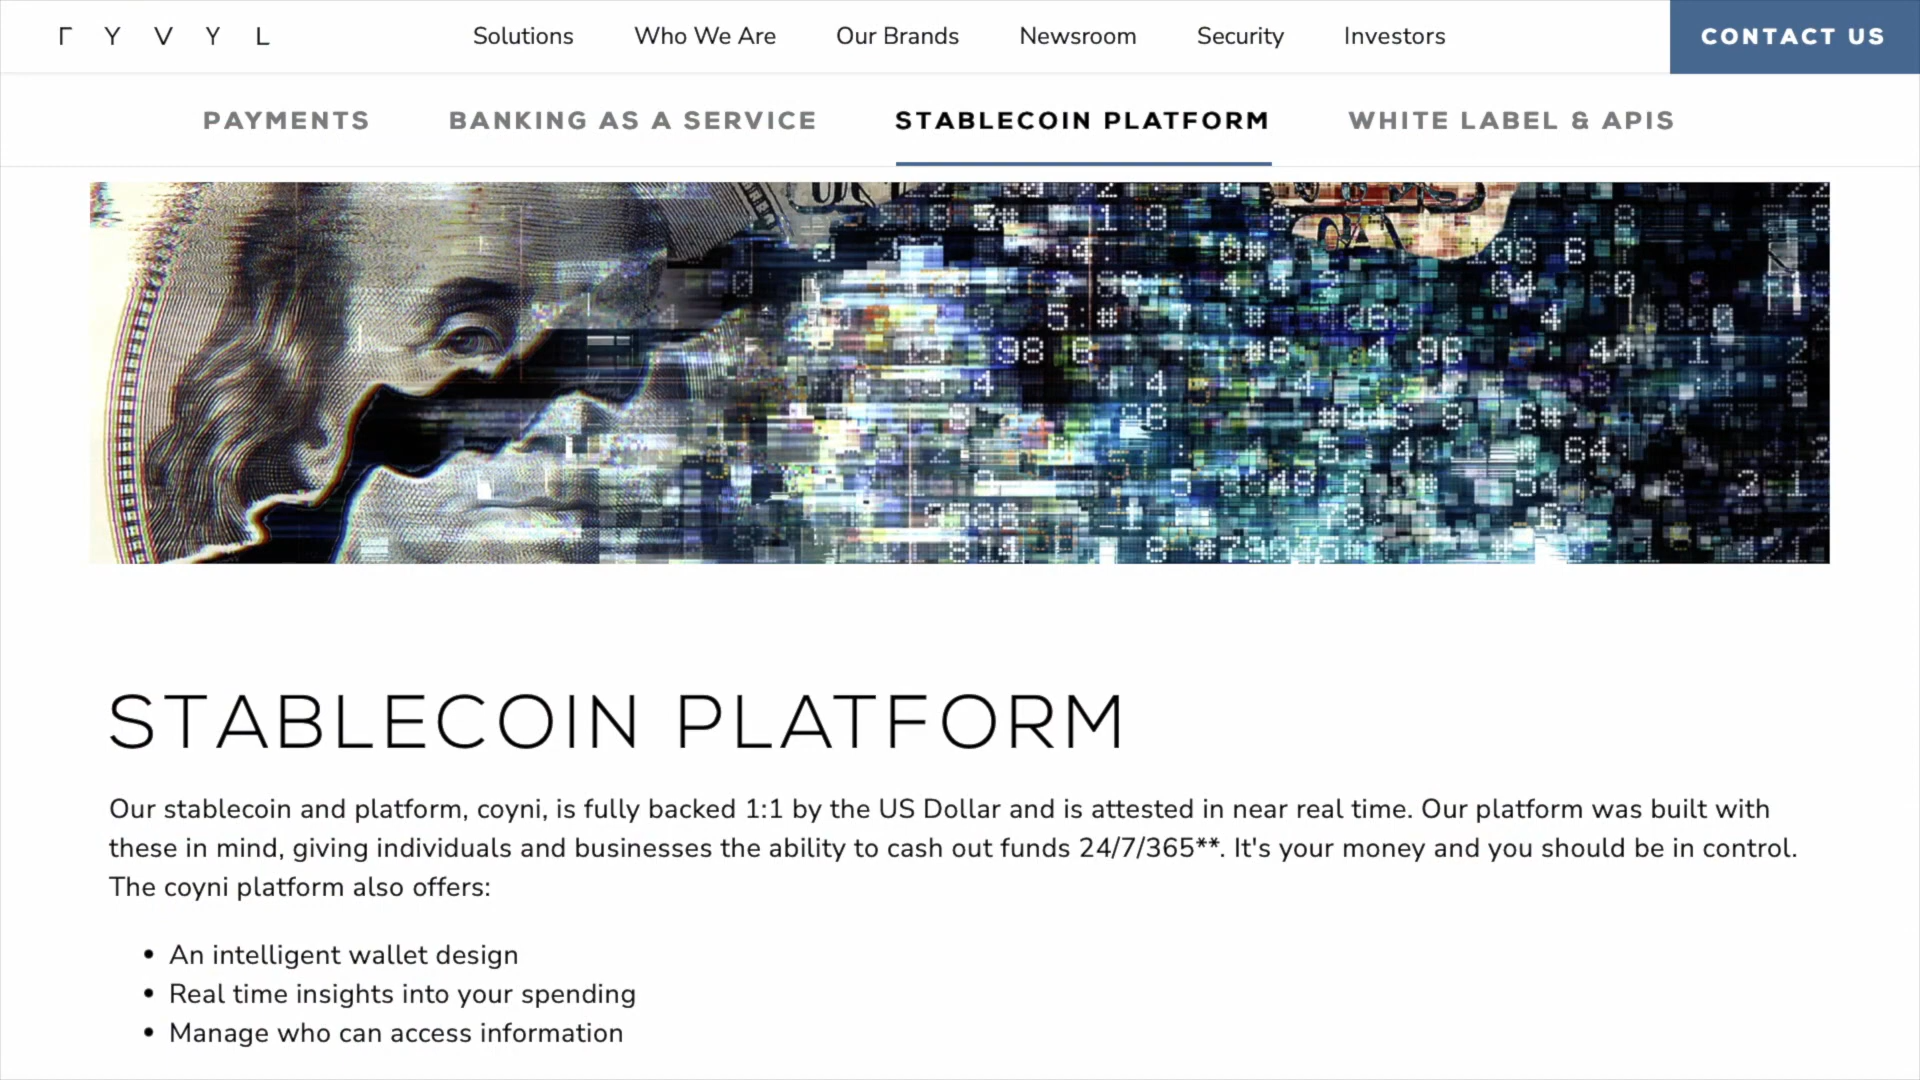 RYVYL
Solutions
Who We Are
Our Brands
Newsroom
Security
Investors
CONTACT US
PAYMENTS
BANKING AS A SERVICE
STABLECOIN PLATFORM
WHITE LABEL & APIS
STABLECOIN PLATFORM
Our stablecoin and platform, coyni, is fully backed 1:1 by the US Dollar and is attested in near real time. Our platform was built with
these in mind, giving individuals and businesses the ability to cash out funds 24/7/365**. It's your money and you should be in control.
The coyni platform also offers:
• An intelligent wallet design
• Real time insights into your spending
• Manage who can access information